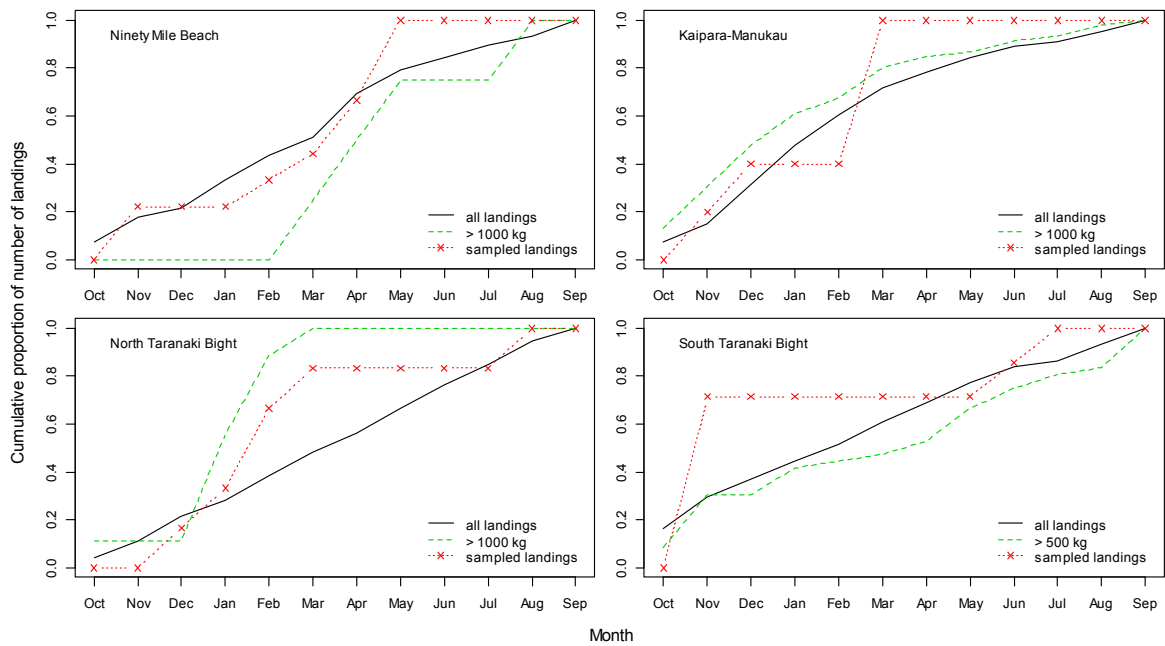 Cumulative proportion of number of landings
Ninety Mile Beach
1.0
0.8
0.6
0.4
0.2
0.0
all landings
> 1000 kg
sampled landings
Oct Nov Dec Jan Feb Mar Apr May Jun Jul Aug Sep
Kaipara-Manukau
1.0
0.8
0.6
0.4
0.2
0.0
all landings
> 1000 kg
sampled landings
Oct Nov Dec Jan Feb Mar Apr May Jun Jul Aug Sep
North Taranaki Bight
1.0
0.8
0.6
0.4
0.2
0.0
all landings
> 1000 kg
sampled landings
Oct Nov Dec Jan Feb Mar Apr May Jun Jul Aug Sep
South Taranaki Bight
1.0
0.8
0.6
0.4
0.2
0.0
all landings
> 500 kg
sampled landings
Oct Nov Dec Jan Feb Mar Apr May Jun Jul Aug Sep
Month